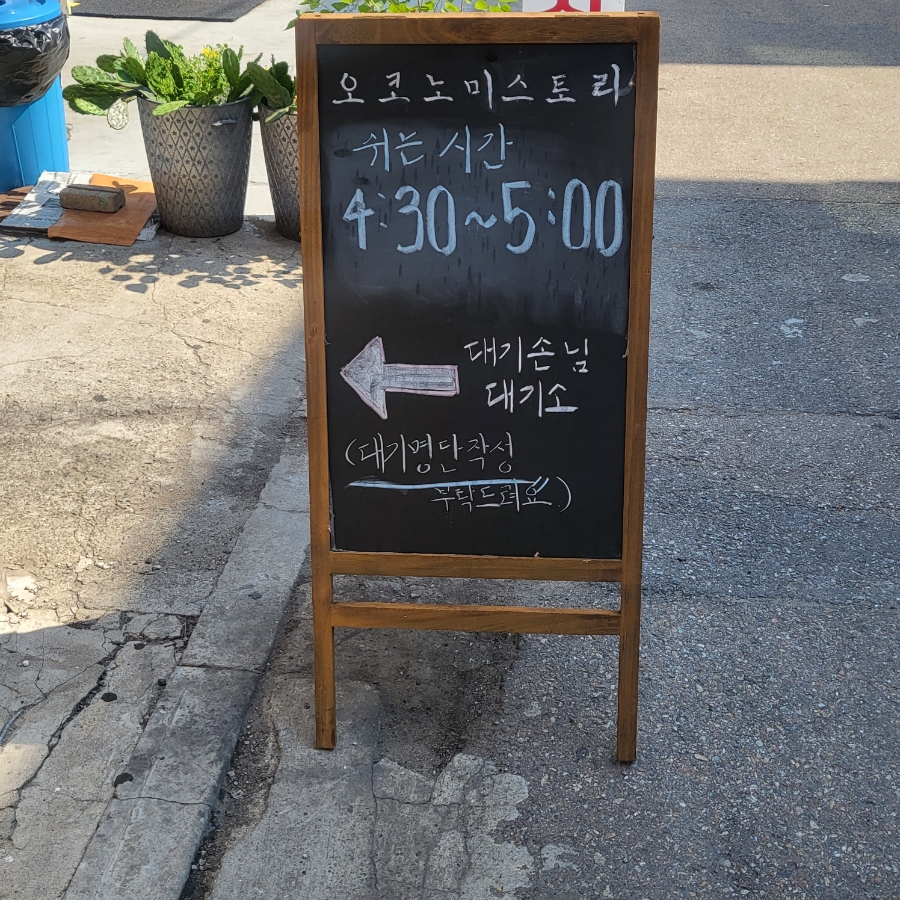 오코노미스토리
쉬는 시간
4:30~5:00
대기손님
대기소
(대기명단작성
부탁드려요.)